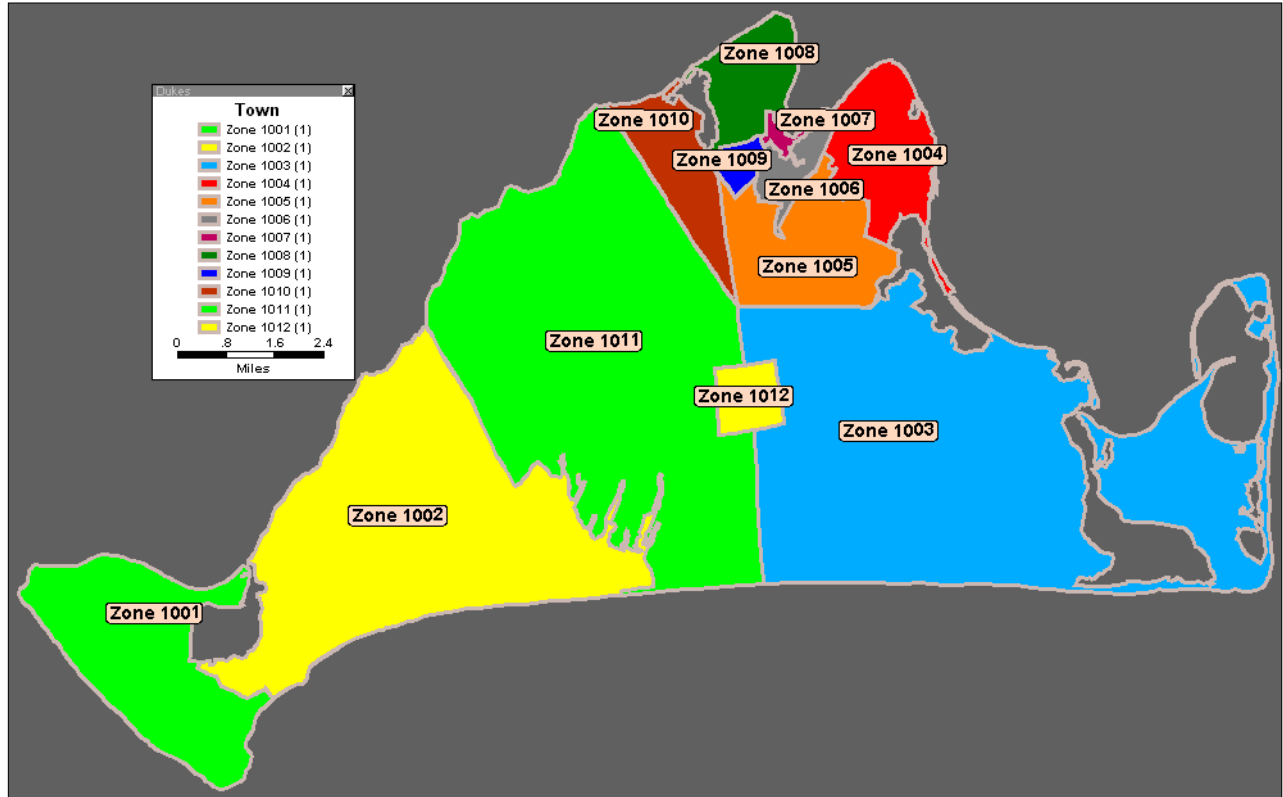 Dukes
Town
Zone 1001 (1)
Zone 1002 (1)
Zone 1003 (1)
Zone 1004 (1)
Zone 1005 (1)
Zone 1006 (1)
Zone 1007 (1)
Zone 1008 (1)
Zone 1009 (1)
Zone 1010 (1)
Zone 1011 (1)
Zone 1012 (1)
0 .8 1.6 2.4
Miles
Zone 1008
Zone 1010
Zone 1007
Zone 1009
Zone 1004
Zone 1006
Zone 1005
Zone 1011
Zone 1012
Zone 1003
Zone 1002
Zone 1001